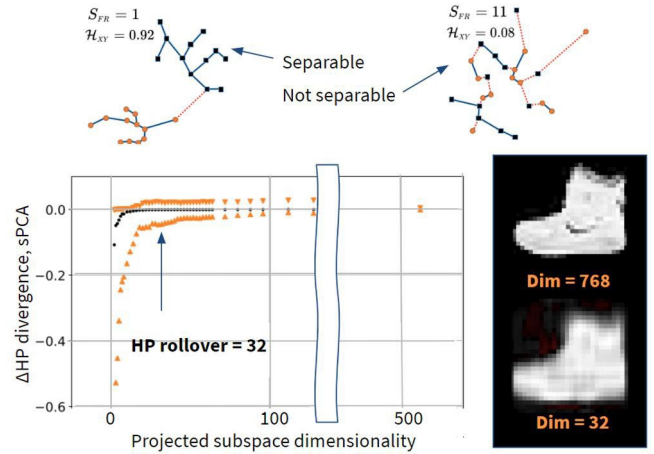 S_FR = 1
H_XY = 0.92
S_FR = 11
H_XY = 0.08
Separable
Not separable
ΔHP divergence, sPCA
0.0
−0.2
−0.4
−0.6
HP rollover = 32
0
100
500
Projected subspace dimensionality
Dim = 768
Dim = 32